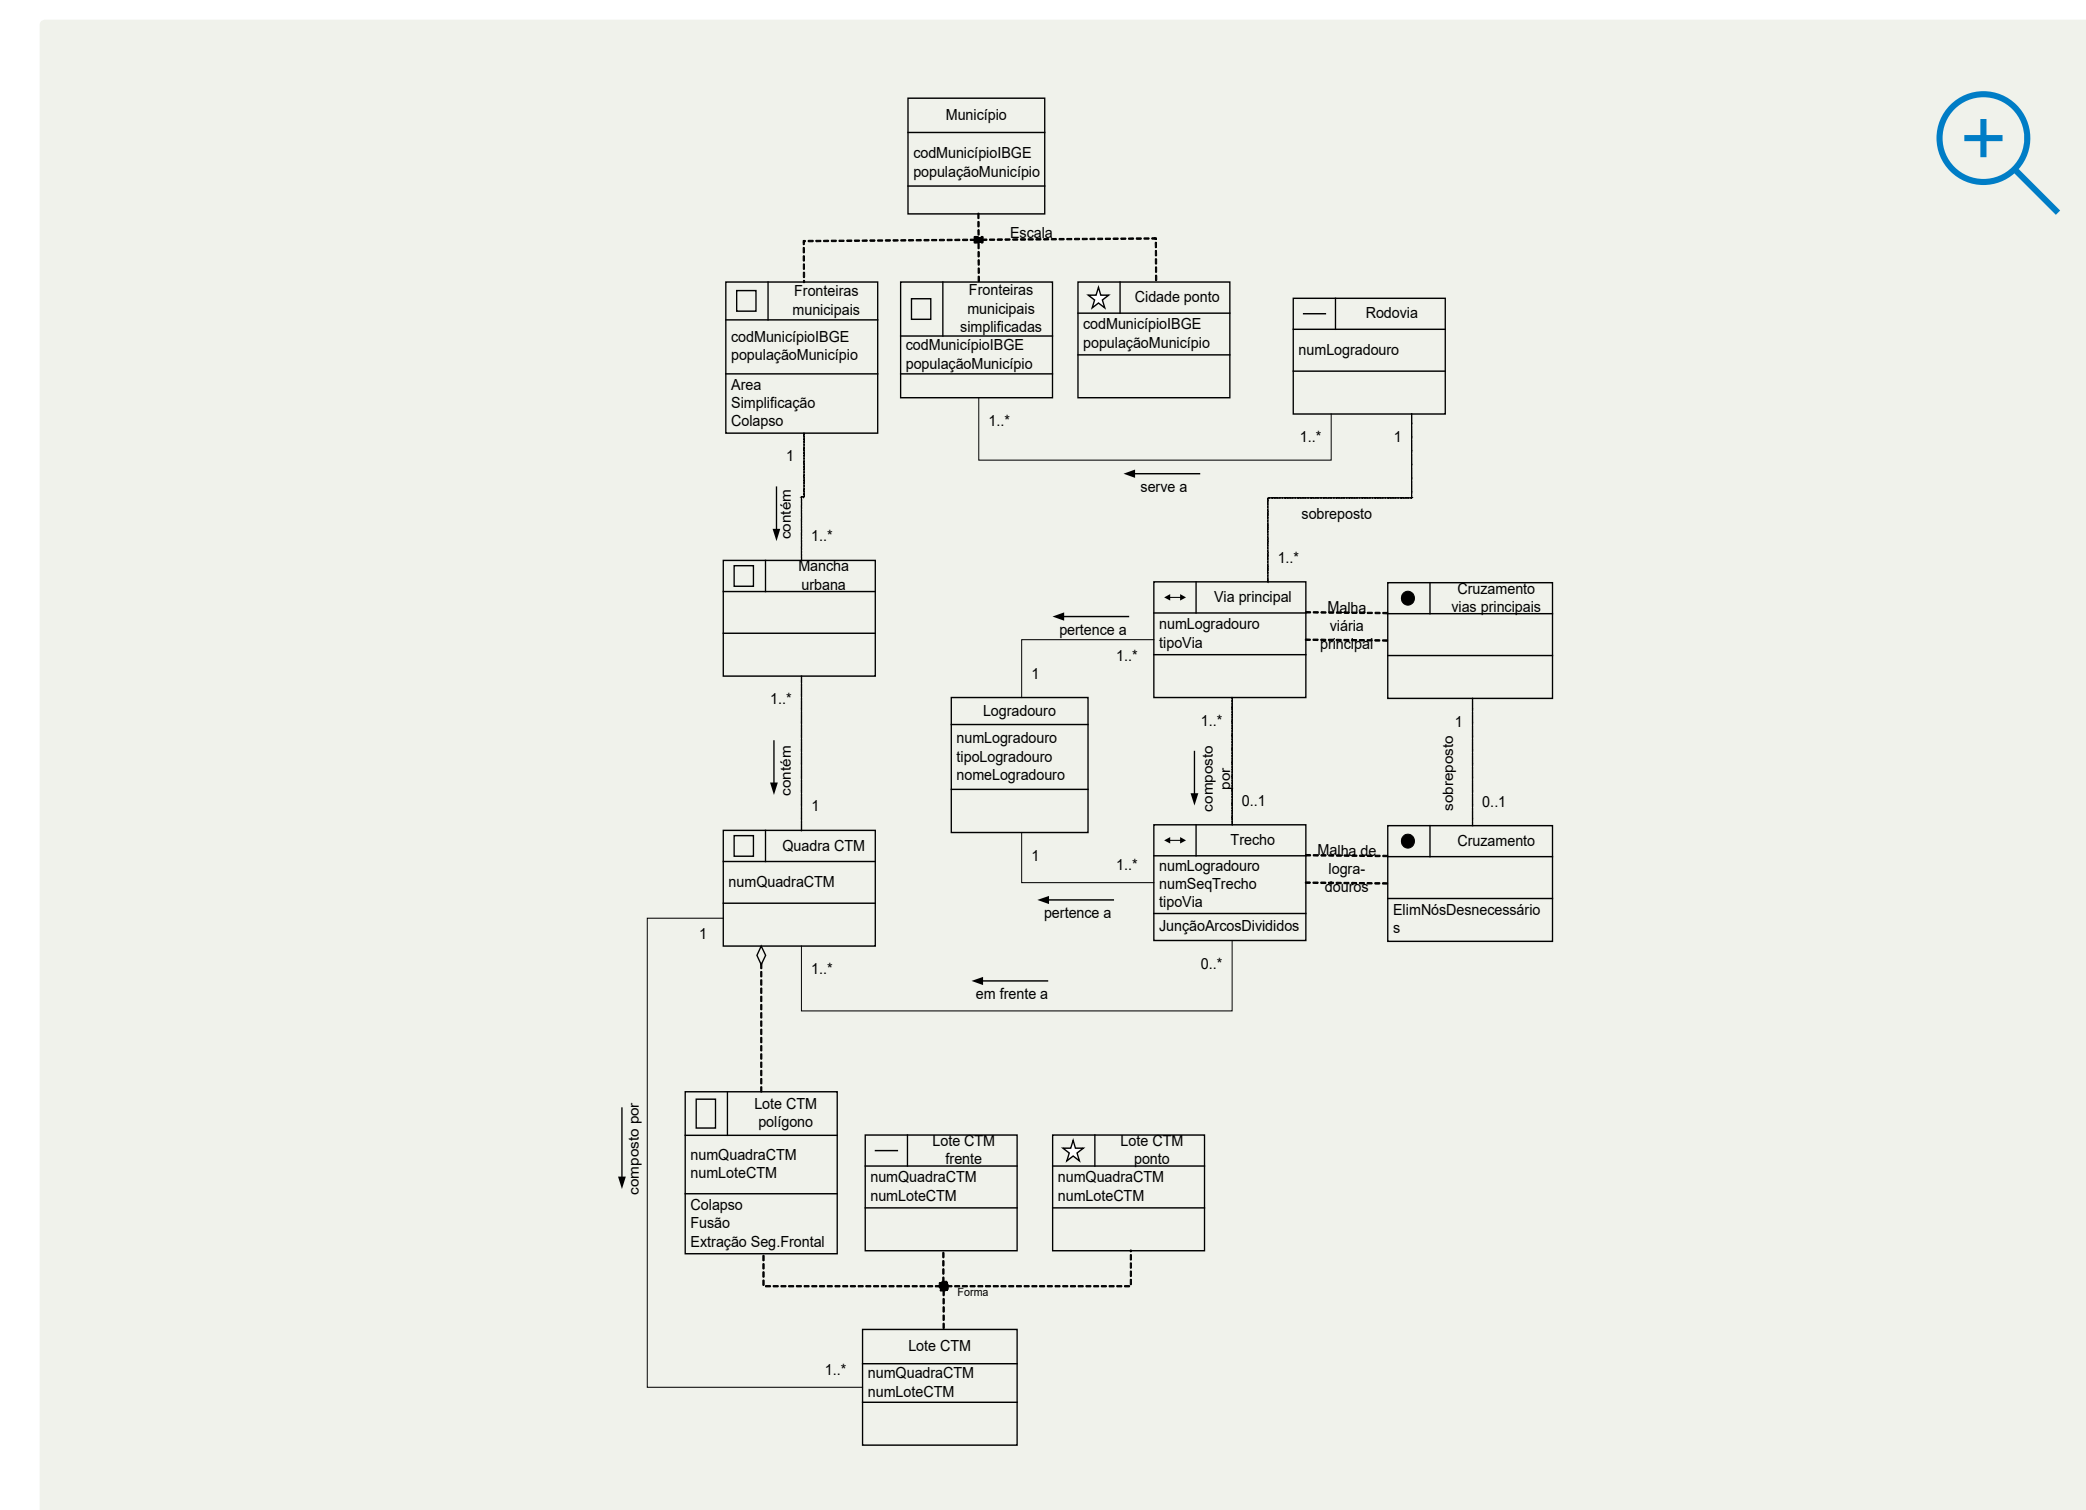 Município
codMunicípioIBGE
populaçãoMunicípio
Escala
Fronteiras
municipais
codMunicípioIBGE
populaçãoMunicípio
Area
Simplificação
Colapso
Fronteiras
municipais
simplificadas
codMunicípioIBGE
populaçãoMunicípio
Cidade ponto
codMunicípioIBGE
populaçãoMunicípio
Rodovia
numLogradouro
1..*
1..*
1
serve a
1
contém
1..*
sobreposto
1..*
Mancha
urbana
Via principal
numLogradouro
tipoVia
Malha
viária
principal
Cruzamento
vias principais
pertence a
1..*
1
1..*
contém
1
Logradouro
numLogradouro
tipoLogradouro
nomeLogradouro
1..*
composto
por
0..1
1
sobreposto
0..1
Quadra CTM
numQuadraCTM
1
1..*
pertence a
Trecho
numLogradouro
numSeqTrecho
tipoVia
JunçãoArcosDivididos
Malha de
logra-
douros
Cruzamento
ElimNósDesnecessário
s
1
1..*
0..*
em frente a
composto por
Lote CTM
polígono
numQuadraCTM
numLoteCTM
Colapso
Fusão
Extração Seg.Frontal
Lote CTM
frente
numQuadraCTM
numLoteCTM
Lote CTM
ponto
numQuadraCTM
numLoteCTM
Forma
1..*
Lote CTM
numQuadraCTM
numLoteCTM